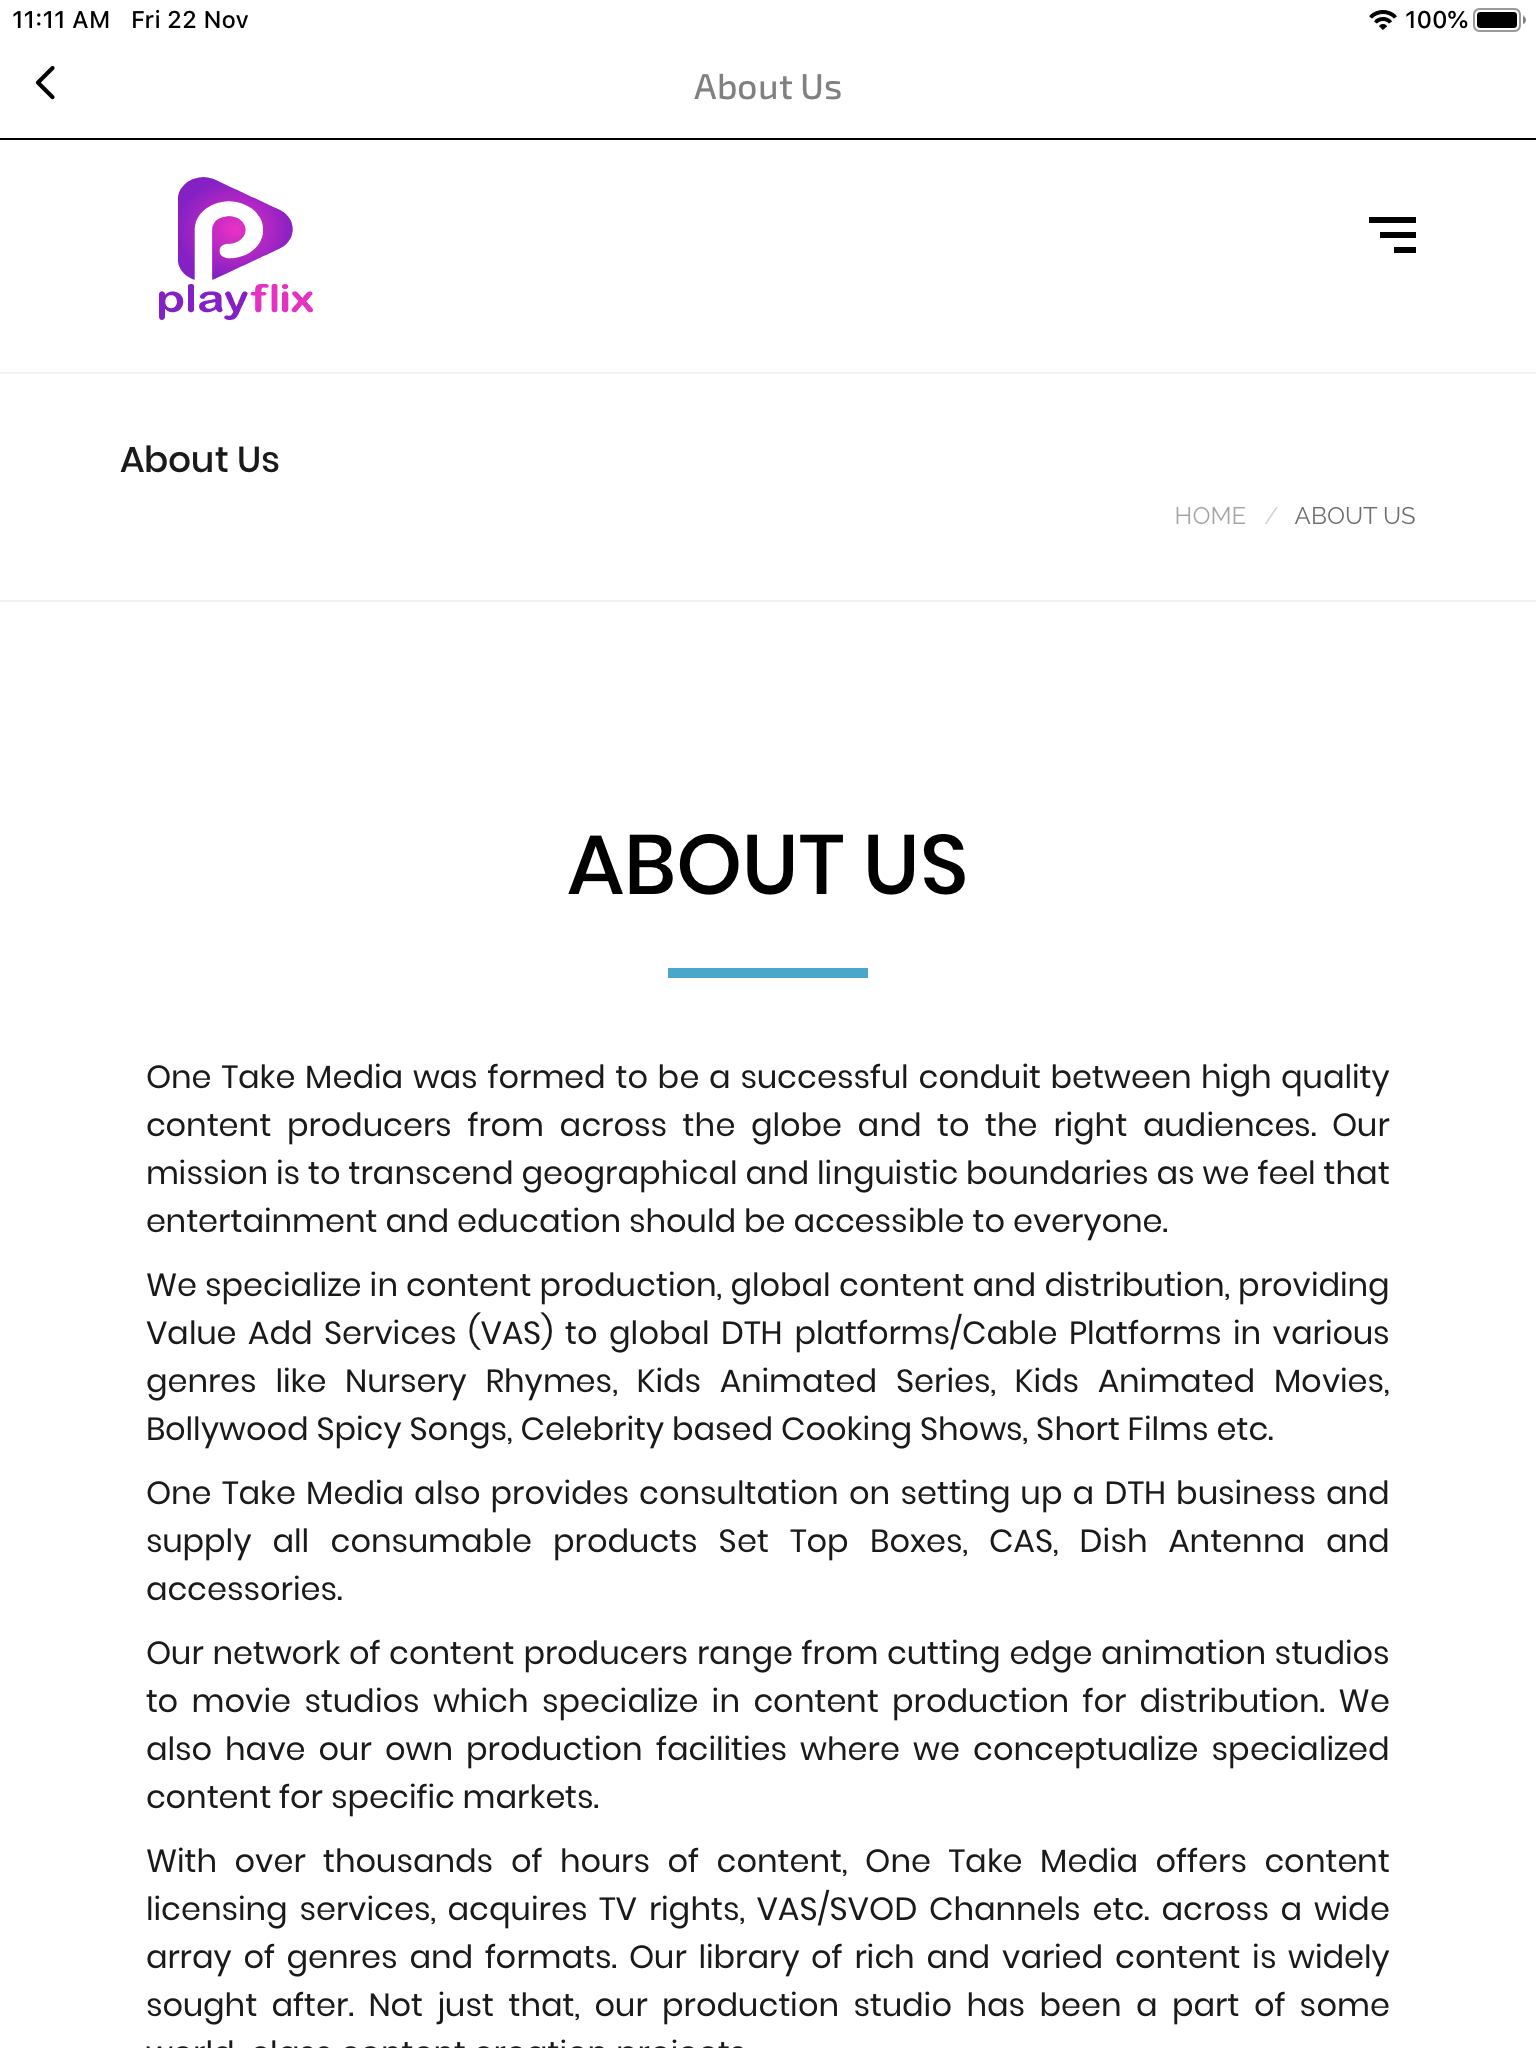 11:11 AM Fri 22 Nov 100%
About Us
playflix
About Us
HOME / ABOUT US
ABOUT US
One Take Media was formed to be a successful conduit between high quality
content producers from across the globe and to the right audiences. Our
mission is to transcend geographical and linguistic boundaries as we feel that
entertainment and education should be accessible to everyone.
We specialize in content production, global content and distribution, providing
Value Add Services (VAS) to global DTH platforms/Cable Platforms in various
genres like Nursery Rhymes, Kids Animated Series, Kids Animated Movies,
Bollywood Spicy Songs, Celebrity based Cooking Shows, Short Films etc.
One Take Media also provides consultation on setting up a DTH business and
supply all consumable products Set Top Boxes, CAS, Dish Antenna and
accessories.
Our network of content producers range from cutting edge animation studios
to movie studios which specialize in content production for distribution. We
also have our own production facilities where we conceptualize specialized
content for specific markets.
With over thousands of hours of content, One Take Media offers content
licensing services, acquires TV rights, VAS/SVOD Channels etc. across a wide
array of genres and formats. Our library of rich and varied content is widely
sought after. Not just that, our production studio has been a part of some
world-class content creation projects.